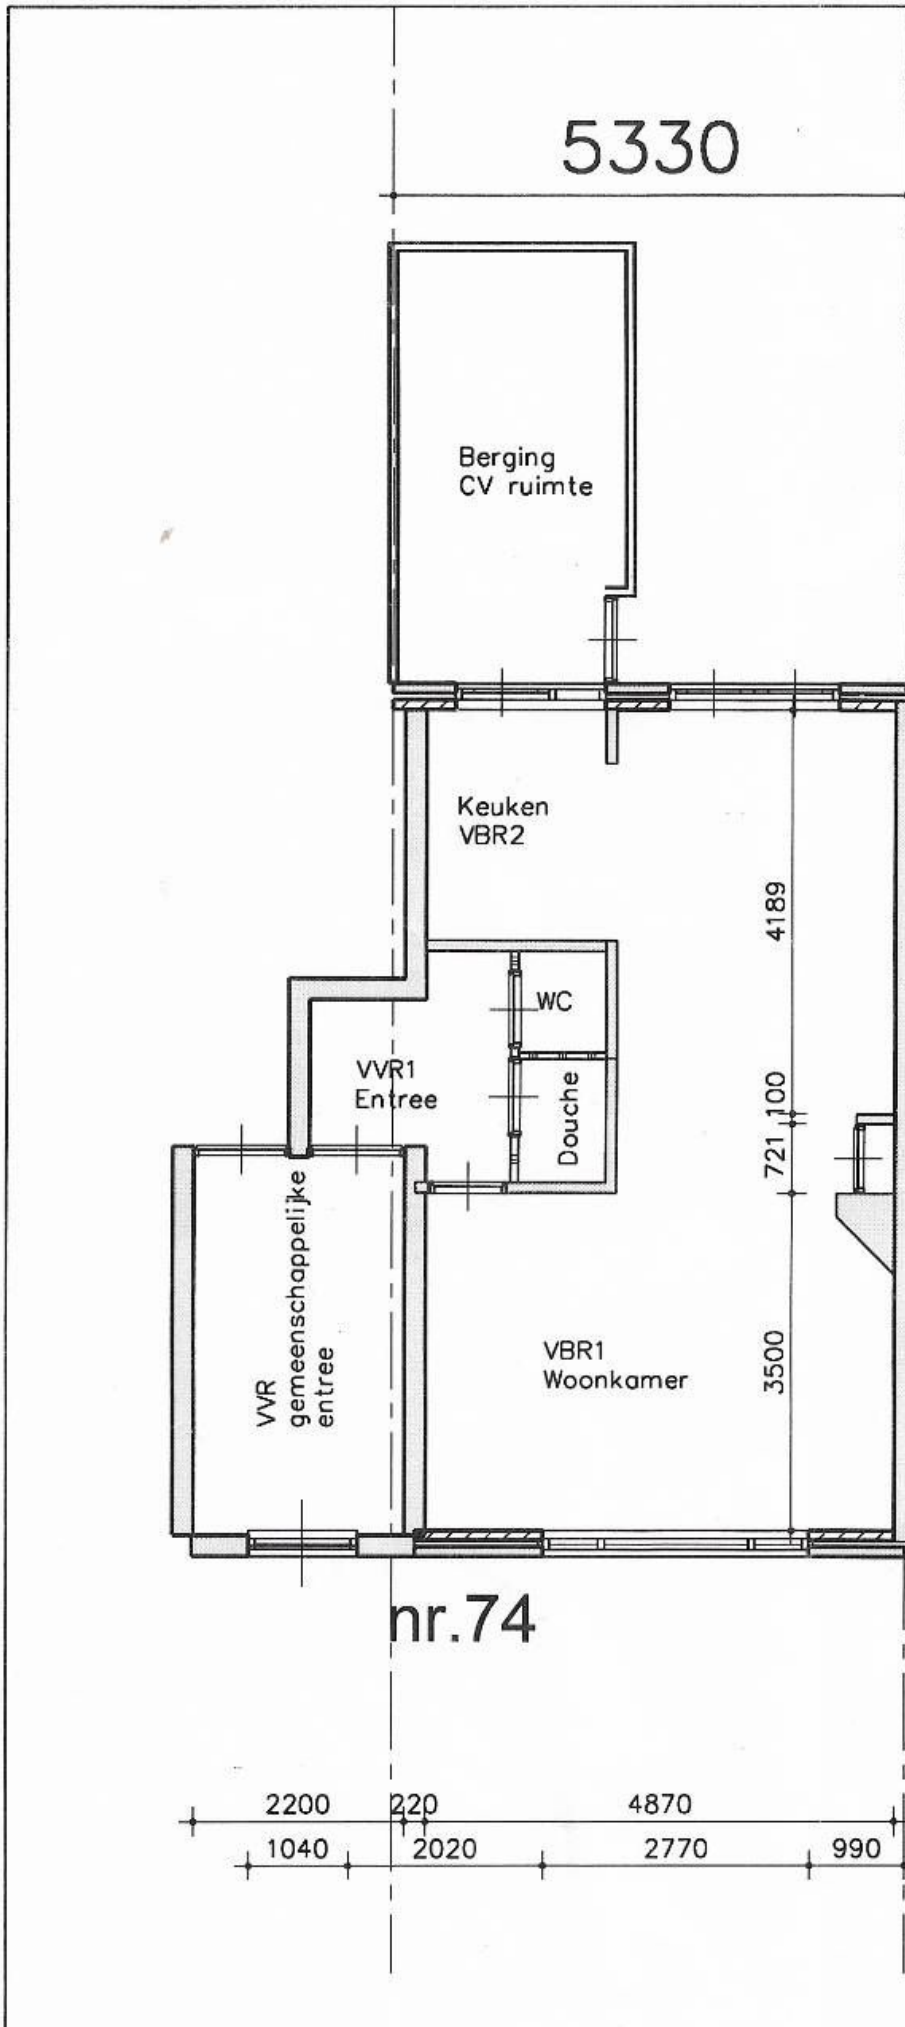 5330
Berging
CV ruimte
Keuken
VBR2
4189
WC
VVR1
Entree
Douche
100
721
VVR
gemeenschappelijke
entree
VBR1
Woonkamer
3500
nr.74
2200 220 4870
1040 2020 2770 990